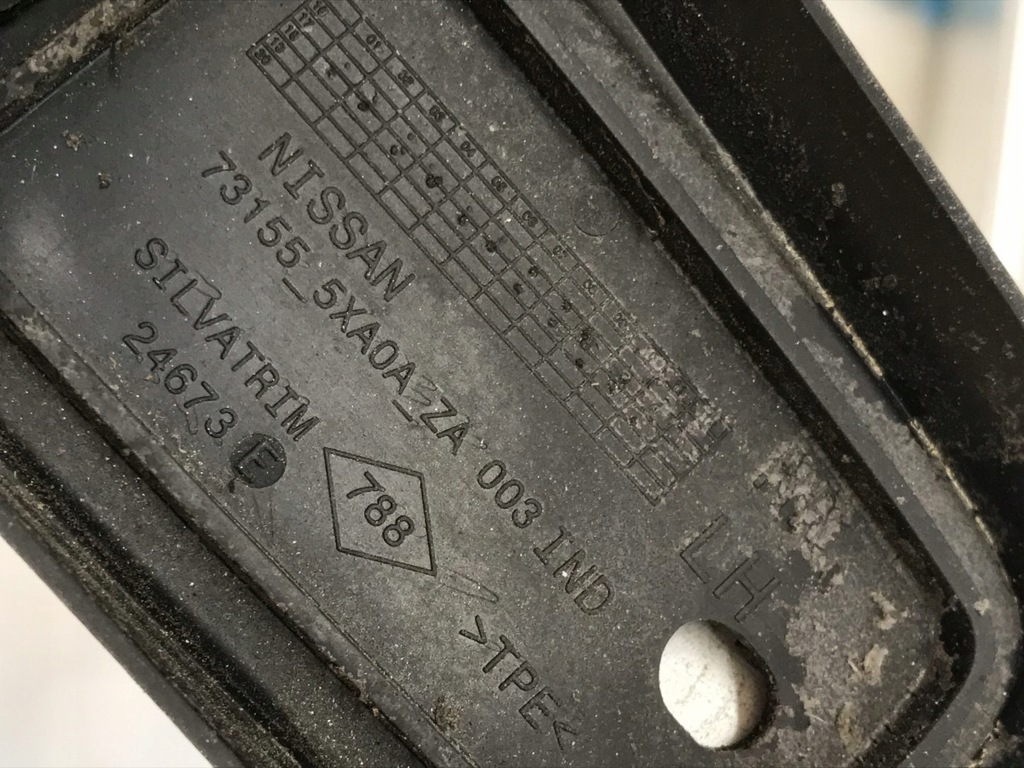 NISSAN
73155_5XA0A_ZA 003 IND
SILVATRIM
24673 F
788
>TPE<
LH